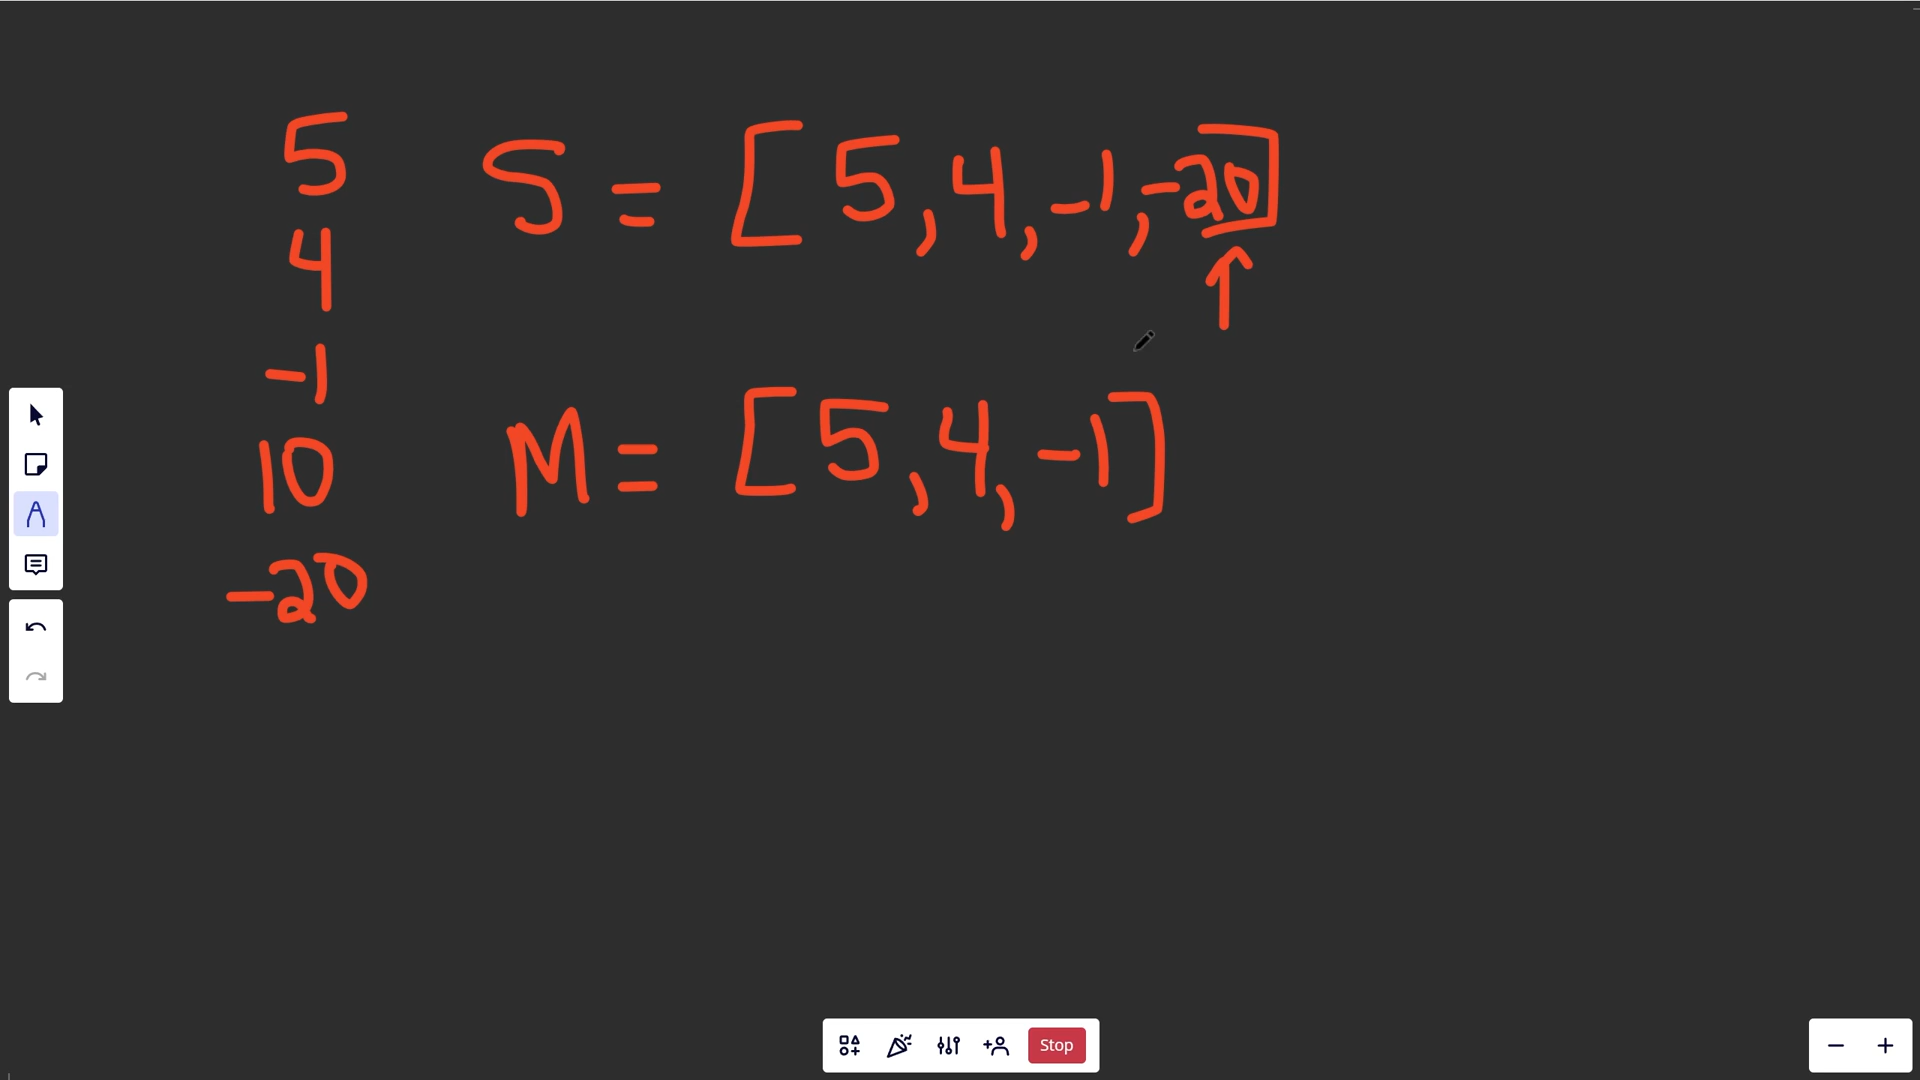 5
4
-1
10
-20
S = [5, 4, -1, -20]
M = [5, 4, -1]
Stop